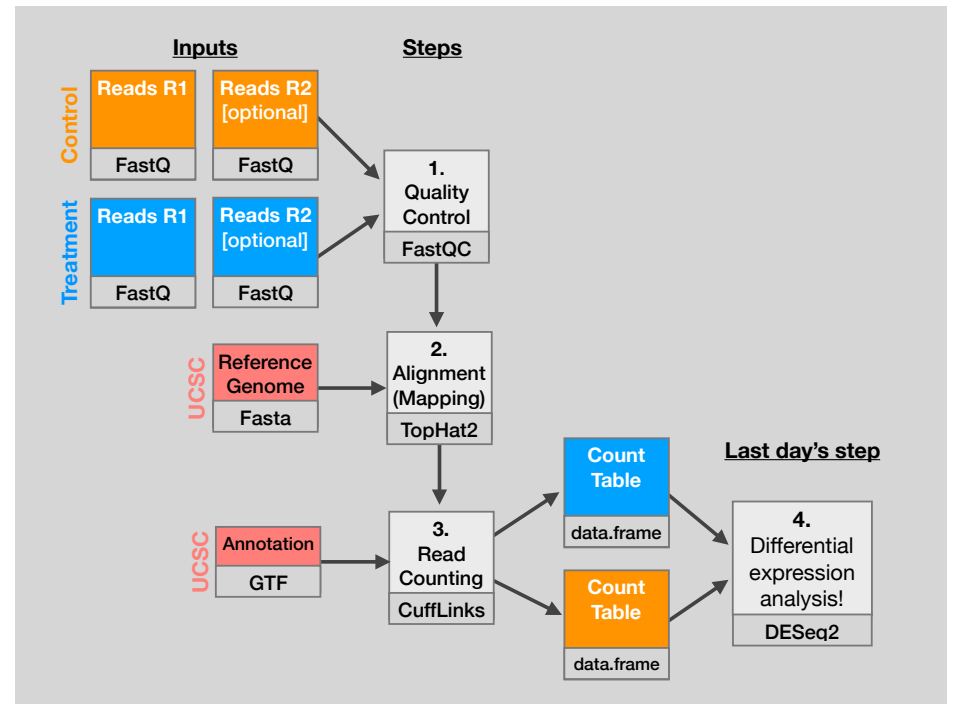 Inputs
Steps
Control
Reads R1
FastQ
Reads R2
[optional]
FastQ
Treatment
Reads R1
FastQ
Reads R2
[optional]
FastQ
1.
Quality
Control
FastQC
UCSC
Reference
Genome
Fasta
2.
Alignment
(Mapping)
TopHat2
UCSC
Annotation
GTF
3.
Read
Counting
CuffLinks
Count
Table
data.frame
Count
Table
data.frame
Last day's step
4.
Differential
expression
analysis!
DESeq2